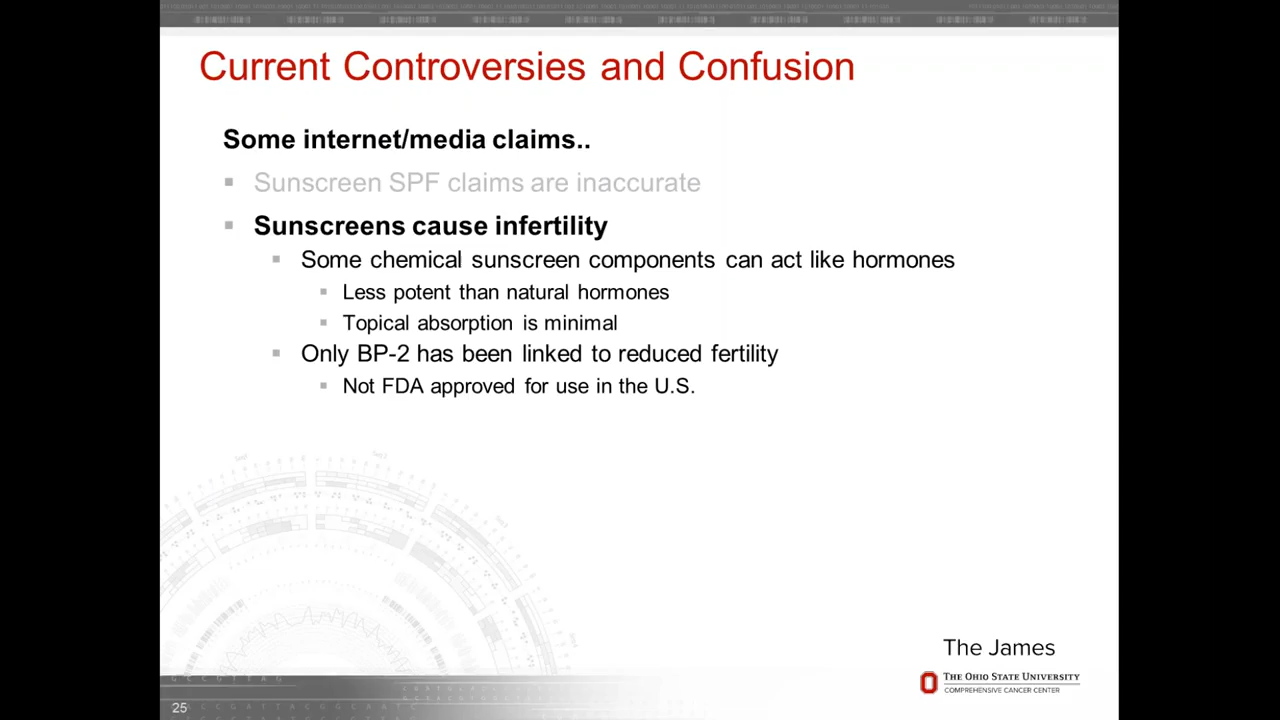 Current Controversies and Confusion
Some internet/media claims..
Sunscreen SPF claims are inaccurate
Sunscreens cause infertility
Some chemical sunscreen components can act like hormones
Less potent than natural hormones
Topical absorption is minimal
Only BP-2 has been linked to reduced fertility
Not FDA approved for use in the U.S.
The James
THE OHIO STATE UNIVERSITY
COMPREHENSIVE CANCER CENTER
25